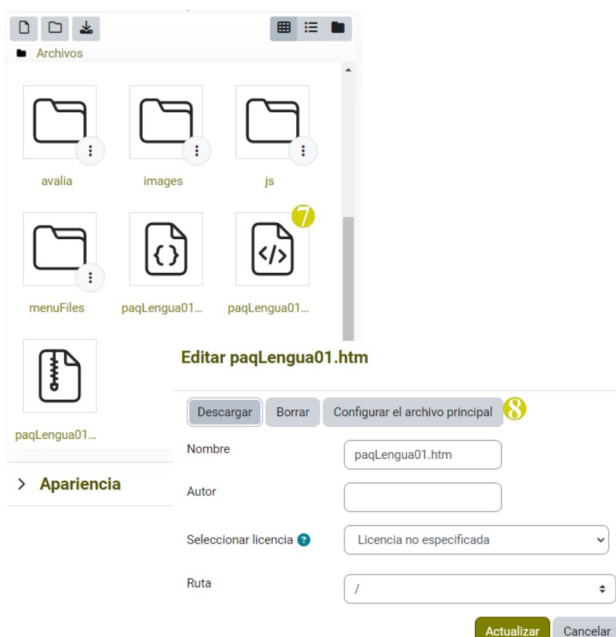 Archivos
avalia images js
7
menuFiles paqLengua01... paqLengua01...
paqLengua01...
Apariencia
Editar paqLengua01.htm
Descargar Borrar Configurar el archivo principal 8
Nombre paqLengua01.htm
Autor
Seleccionar licencia ? Licencia no especificada
Ruta /
Actualizar Cancelar